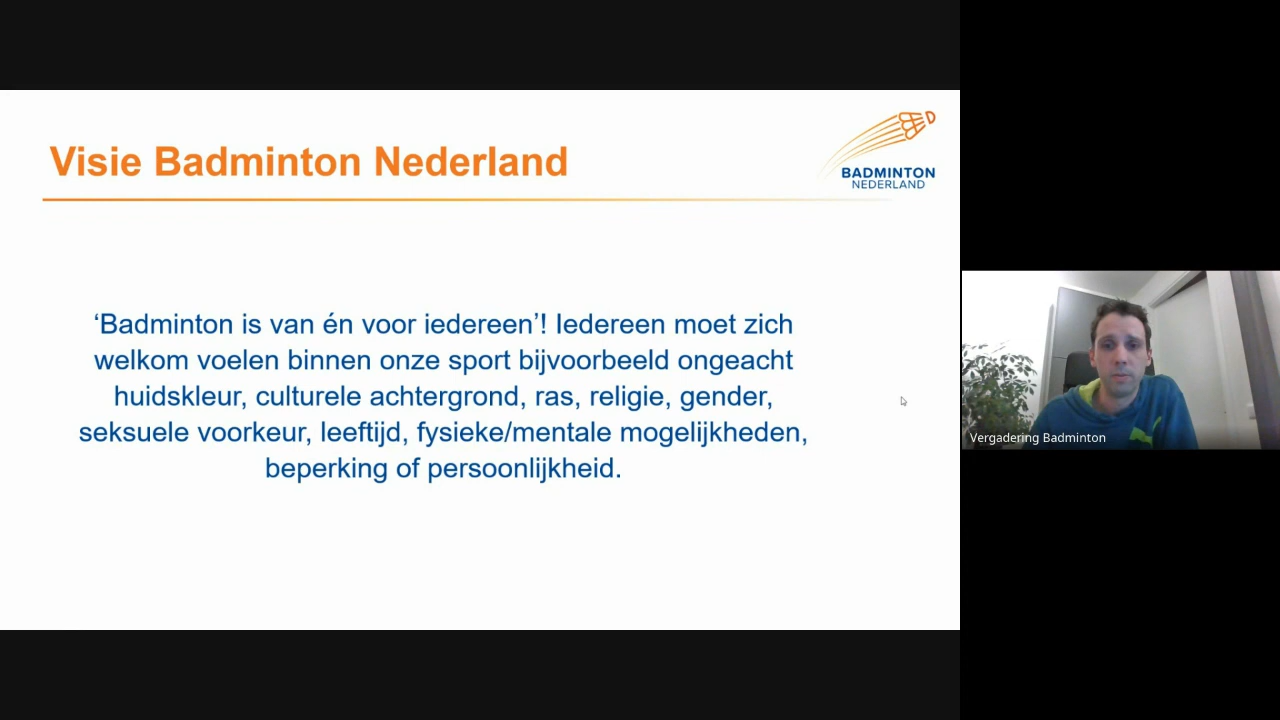 Visie Badminton Nederland
BADMINTON
NEDERLAND
‘Badminton is van én voor iedereen’! Iedereen moet zich
welkom voelen binnen onze sport bijvoorbeeld ongeacht
huidskleur, culturele achtergrond, ras, religie, gender,
seksuele voorkeur, leeftijd, fysieke/mentale mogelijkheden,
beperking of persoonlijkheid.
Vergadering Badminton